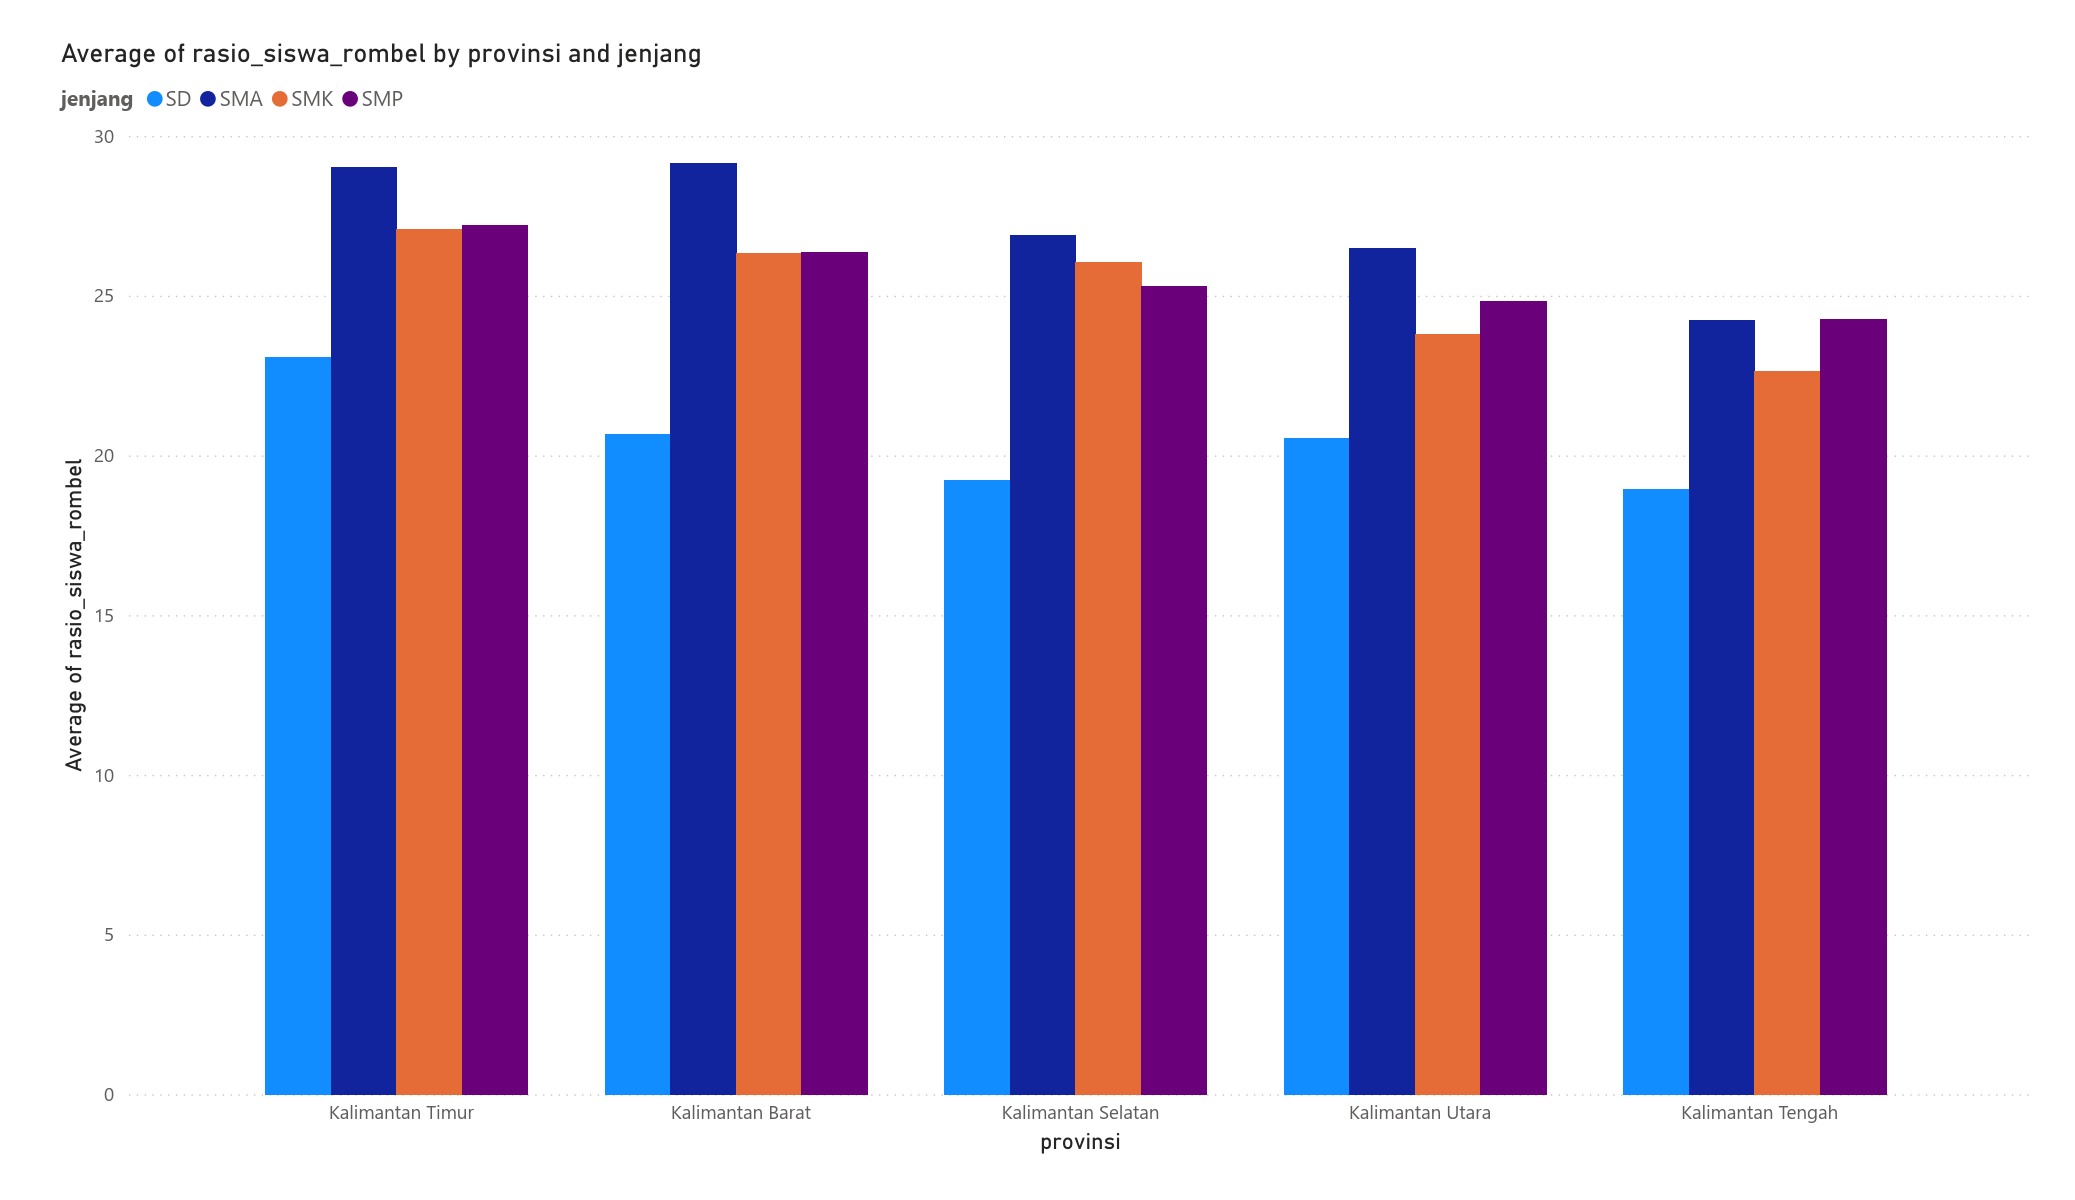 Average of rasio_siswa_rombel by provinsi and jenjang
jenjang SD SMA SMK SMP
30
25
20
15
10
5
0
Average of rasio_siswa_rombel
Kalimantan Timur Kalimantan Barat Kalimantan Selatan Kalimantan Utara Kalimantan Tengah
provinsi